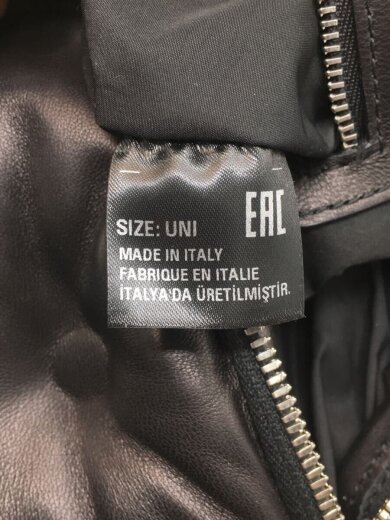 SIZE: UNI EAC
MADE IN ITALY
FABRIQUE EN ITALIE
İTALYA'DA ÜRETİLMİŞTİR.